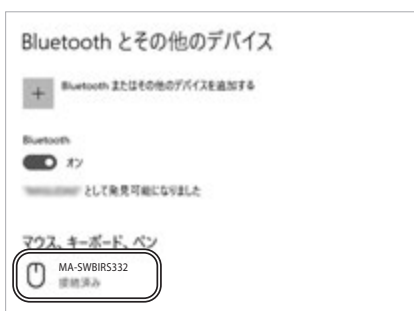 Bluetooth とその他のデバイス
+
Bluetooth またはその他のデバイスを追加する
Bluetooth
オン
として発見可能になりました
マウス、キーボード、ペン
MA-SWBIRS332
接続済み